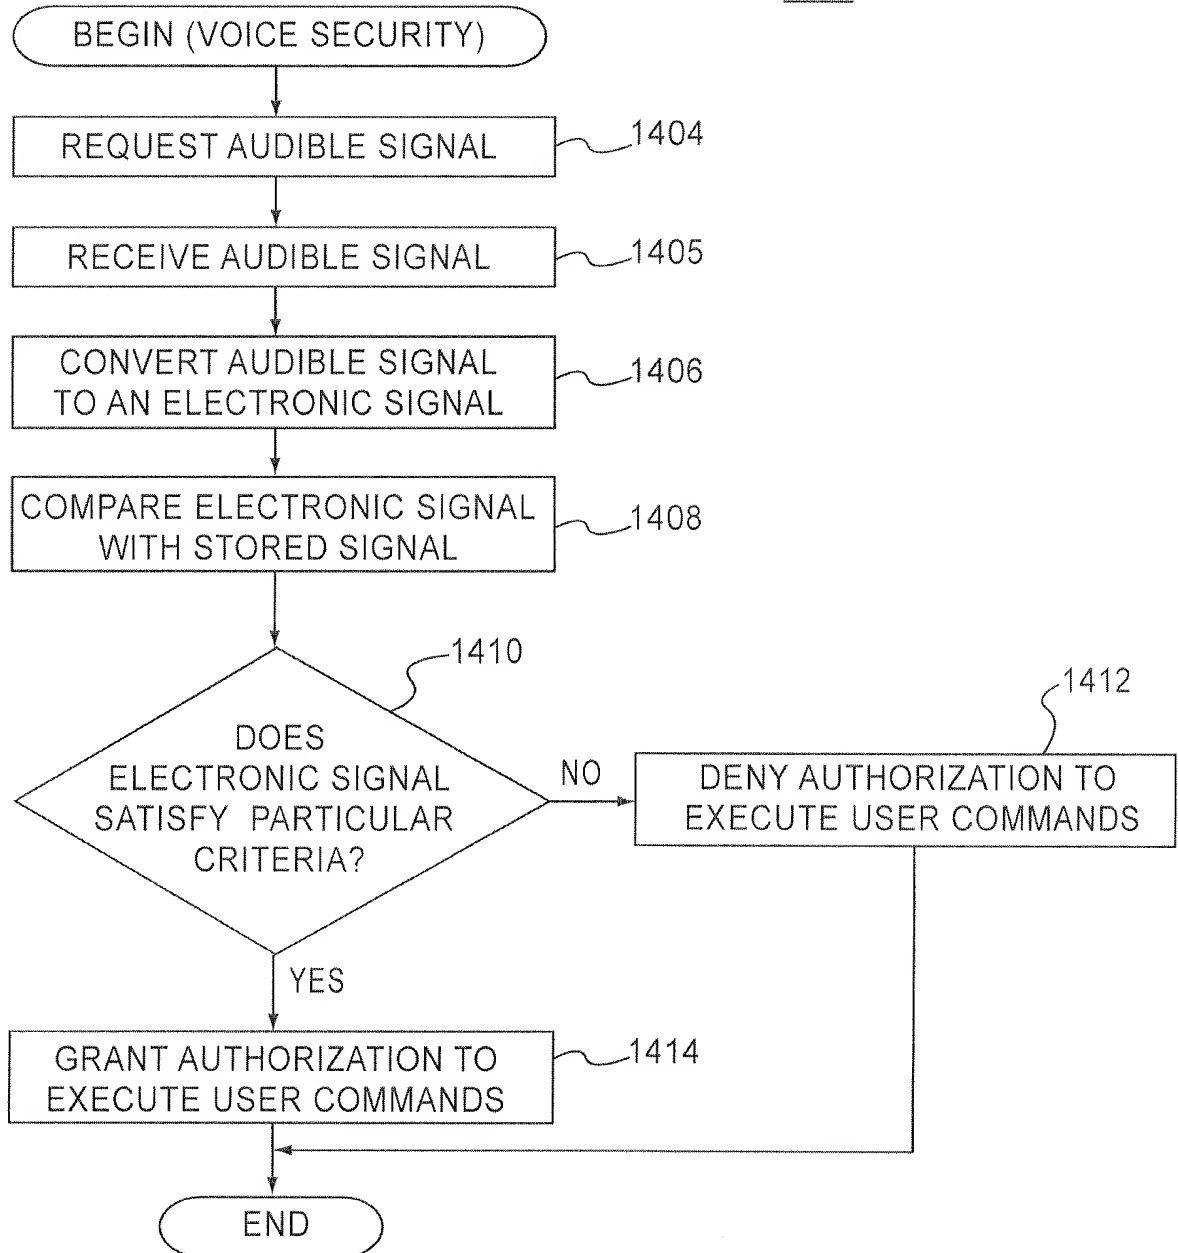 BEGIN (VOICE SECURITY)
REQUEST AUDIBLE SIGNAL
1404
RECEIVE AUDIBLE SIGNAL
1405
CONVERT AUDIBLE SIGNAL
TO AN ELECTRONIC SIGNAL
1406
COMPARE ELECTRONIC SIGNAL
WITH STORED SIGNAL
1408
1410
DOES
ELECTRONIC SIGNAL
SATISFY PARTICULAR
CRITERIA?
NO
1412
DENY AUTHORIZATION TO
EXECUTE USER COMMANDS
YES
GRANT AUTHORIZATION TO
EXECUTE USER COMMANDS
1414
END